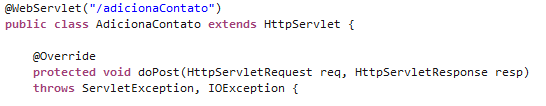 @WebServlet("/adicionaContato")
public class AdicionaContato extends HttpServlet {
@Override
protected void doPost(HttpServletRequest req, HttpServletResponse resp)
throws ServletException, IOException {